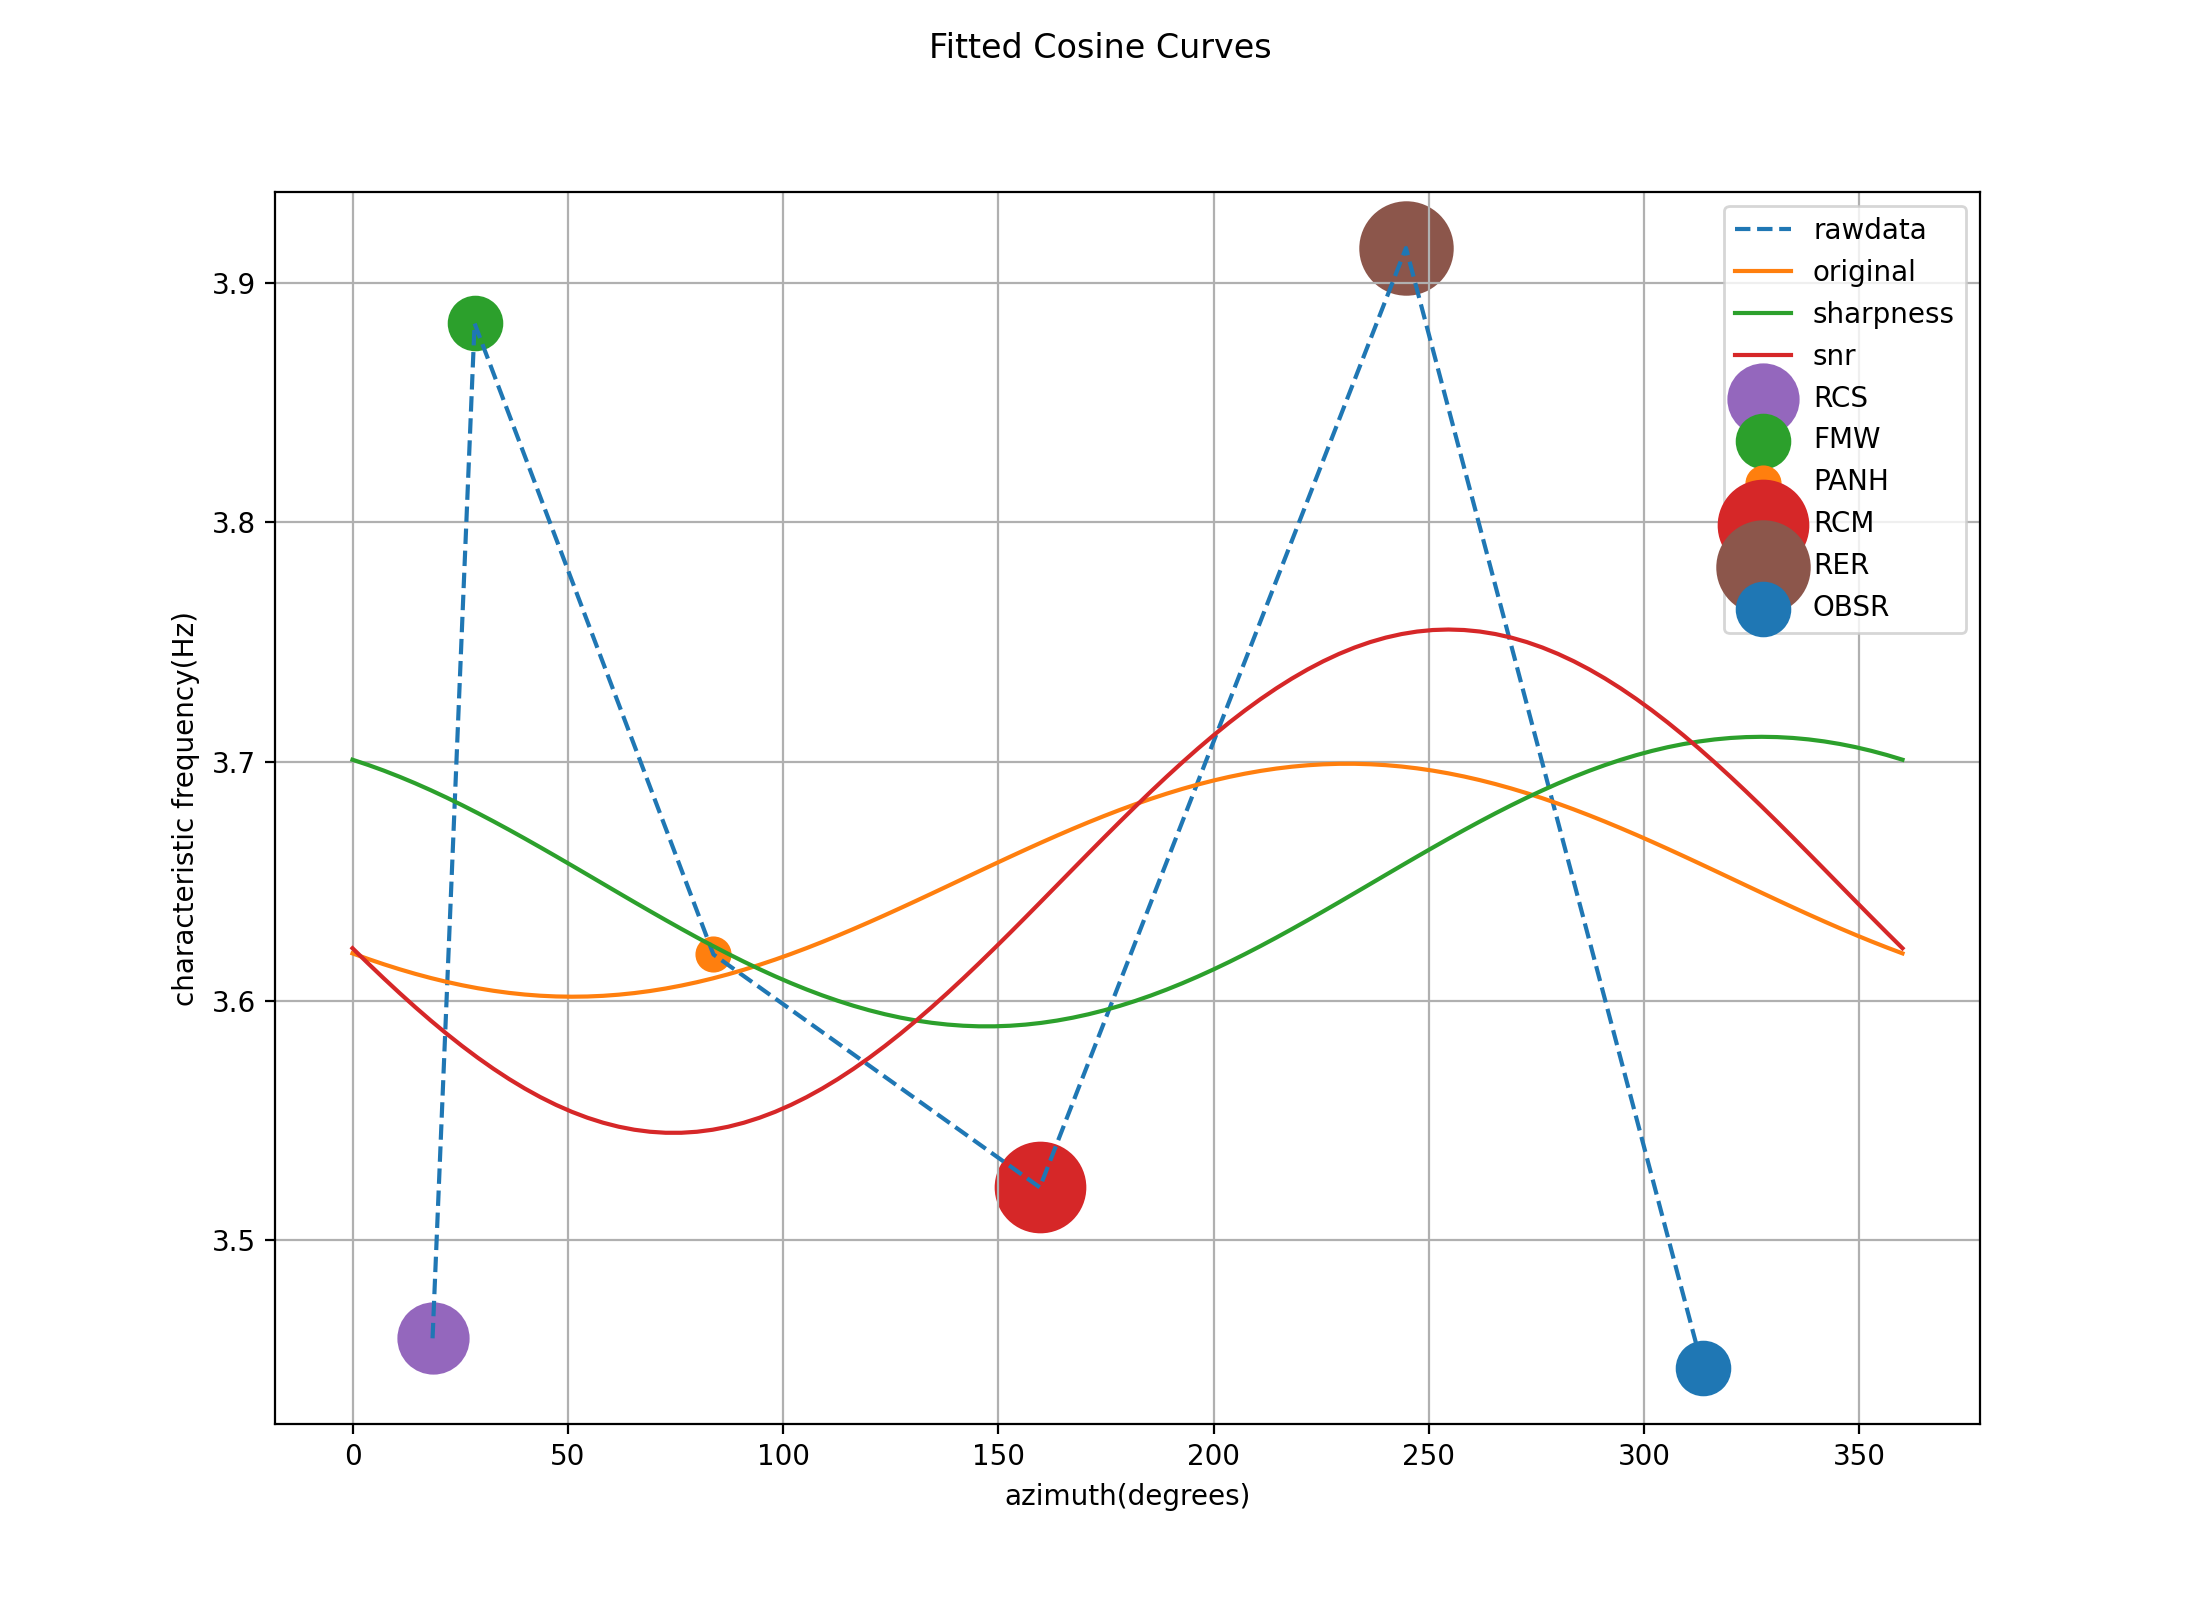 Fitted Cosine Curves
characteristic frequency(Hz)
3.9
3.8
3.7
3.6
3.5
rawdata
original
sharpness
snr
RCS
FMW
PANH
RCM
RER
OBSR
0 50 100 150 200 250 300 350
azimuth(degrees)